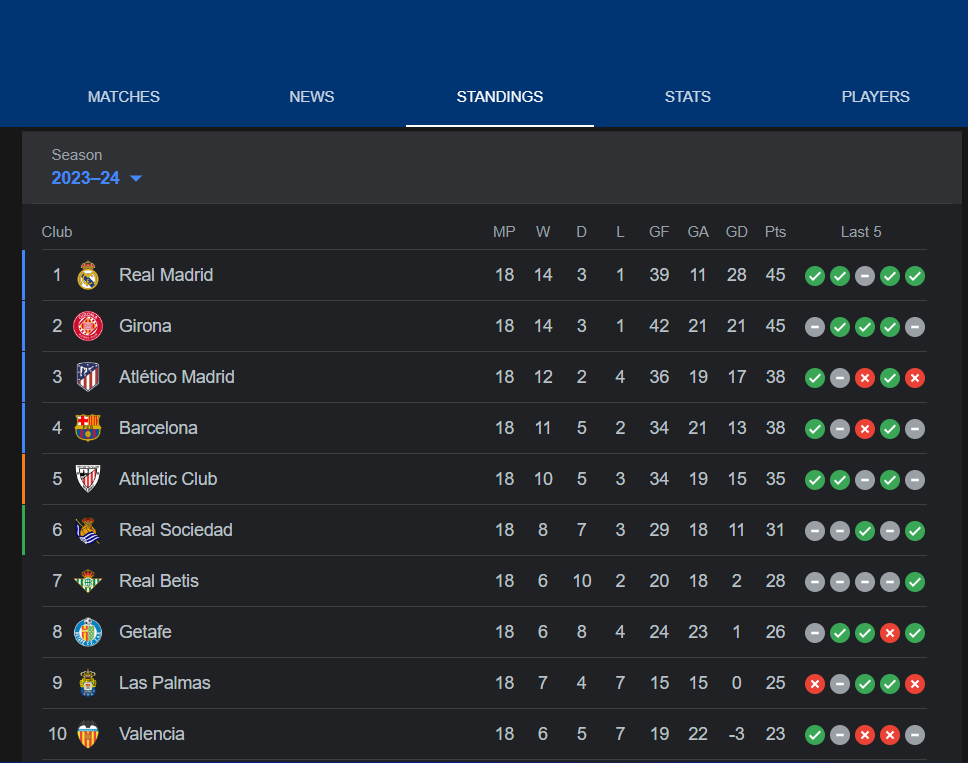 MATCHES NEWS STANDINGS STATS PLAYERS
Season
2023–24
Club MP W D L GF GA GD Pts Last 5
1 Real Madrid 18 14 3 1 39 11 28 45
2 Girona 18 14 3 1 42 21 21 45
3 Atlético Madrid 18 12 2 4 36 19 17 38
4 Barcelona 18 11 5 2 34 21 13 38
5 Athletic Club 18 10 5 3 34 19 15 35
6 Real Sociedad 18 8 7 3 29 18 11 31
7 Real Betis 18 6 10 2 20 18 2 28
8 Getafe 18 6 8 4 24 23 1 26
9 Las Palmas 18 7 4 7 15 15 0 25
10 Valencia 18 6 5 7 19 22 -3 23